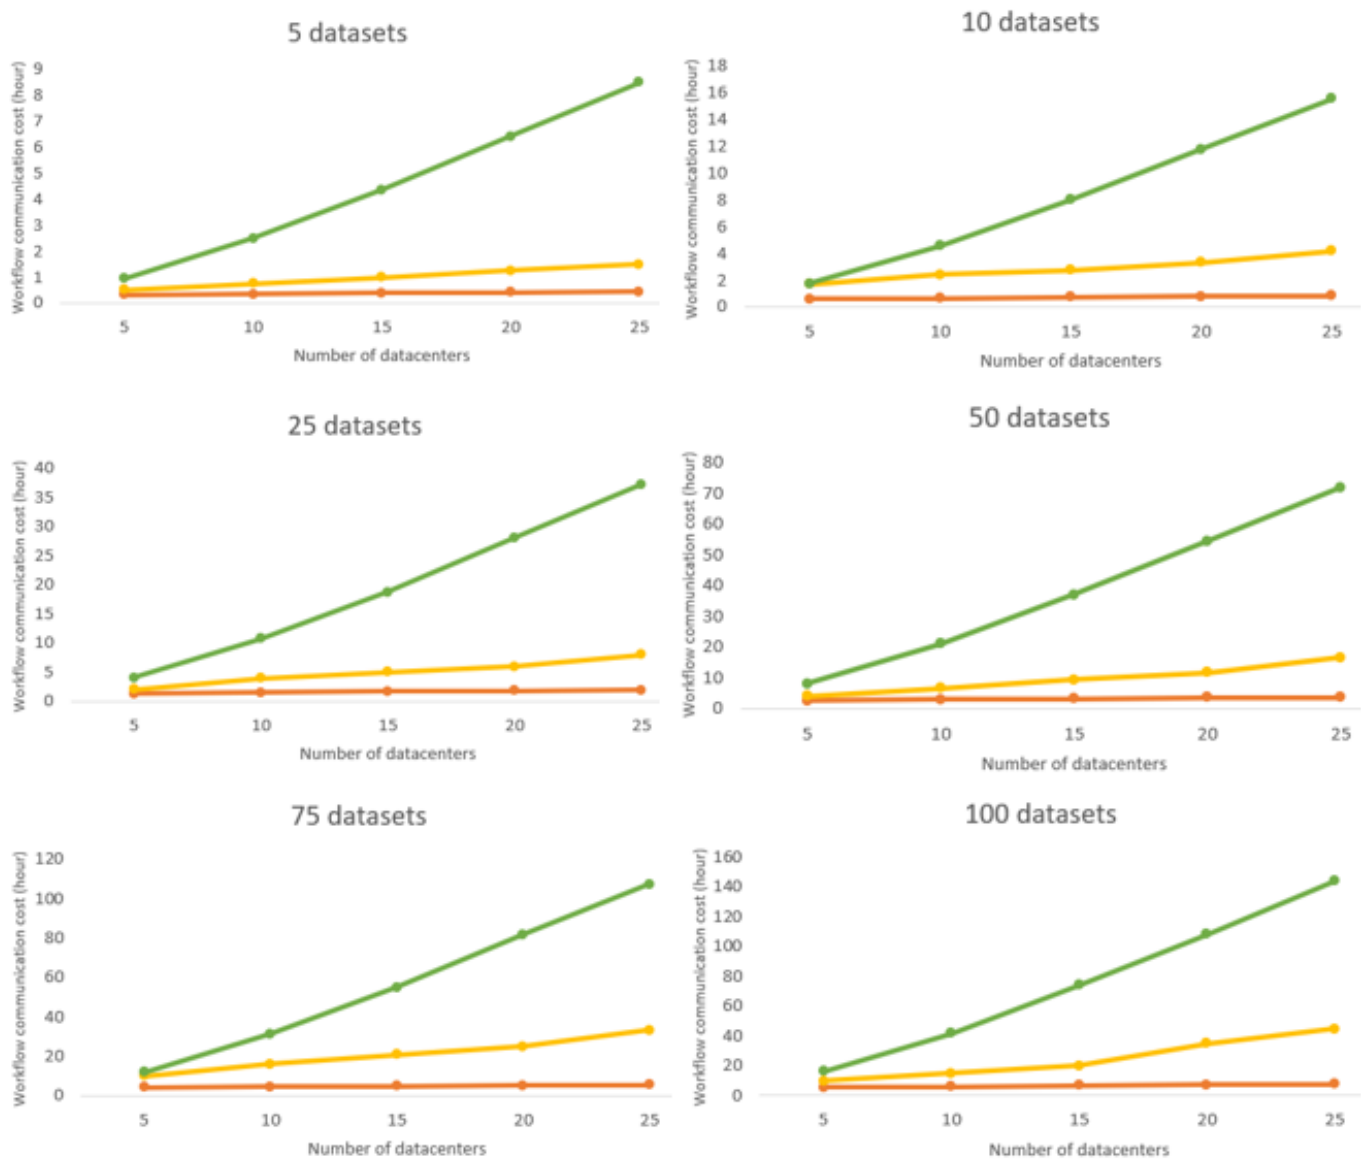 5 datasets
Workflow communication cost (hour)
9
8
7
6
5
4
3
2
1
0
5 10 15 20 25
Number of datacenters
10 datasets
Workflow communication cost (hour)
18
16
14
12
10
8
6
4
2
0
5 10 15 20 25
Number of datacenters
25 datasets
Workflow communication cost (hour)
40
35
30
25
20
15
10
5
0
5 10 15 20 25
Number of datacenters
50 datasets
Workflow communication cost (hour)
80
70
60
50
40
30
20
10
0
5 10 15 20 25
Number of datacenters
75 datasets
Workflow communication cost (hour)
120
100
80
60
40
20
0
5 10 15 20 25
Number of datacenters
100 datasets
Workflow communication cost (hour)
160
140
120
100
80
60
40
20
0
5 10 15 20 25
Number of datacenters